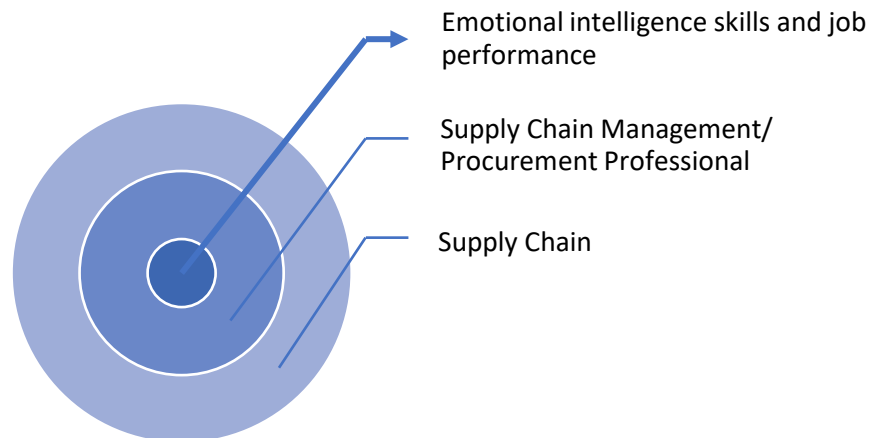 Emotional intelligence skills and job
performance
Supply Chain Management/
Procurement Professional
Supply Chain